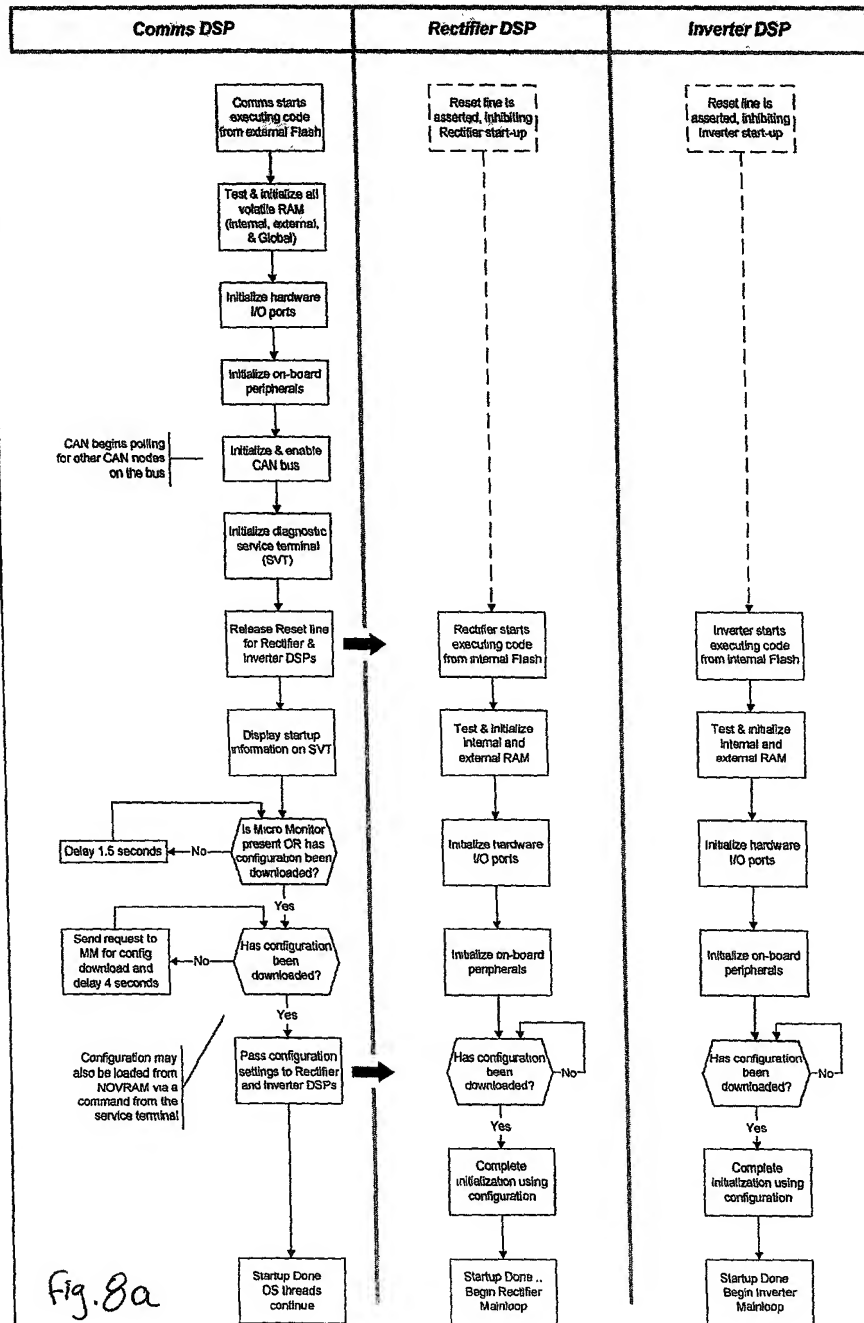 Comms DSP
Rectifier DSP
Inverter DSP
Comms starts
executing code
from external Flash
Test & initialize all
volatile RAM
(internal, external,
& Global)
Initialize hardware
I/O ports
Initialize on-board
peripherals
CAN begins polling
for other CAN nodes
on the bus
Initialize & enable
CAN bus
Initialize diagnostic
service terminal
(SVT)
Release Reset line
for Rectifier &
Inverter DSPs
Display startup
information on SVT
Is Micro Monitor
present OR has
configuration been
downloaded?
No
Delay 1.5 seconds
Yes
Has configuration
been
downloaded?
No
Send request to
MM for config
download and
delay 4 seconds
Yes
Configuration may
also be loaded from
NOVRAM via a
command from the
service terminal
Pass configuration
settings to Rectifier
and Inverter DSPs
Startup Done
OS threads
continue
Reset line is
asserted, inhibiting
Rectifier start-up
Rectifier starts
executing code
from internal Flash
Test & initialize
internal and
external RAM
Initialize hardware
I/O ports
Initialize on-board
peripherals
Has configuration
been
downloaded?
No
Yes
Complete
initialization using
configuration
Startup Done ..
Begin Rectifier
Mainloop
Reset line is
asserted, inhibiting
Inverter start-up
Inverter starts
executing code
from internal Flash
Test & initialize
internal and
external RAM
Initialize hardware
I/O ports
Initialize on-board
peripherals
Has configuration
been
downloaded?
No
Yes
Complete
initialization using
configuration
Startup Done
Begin Inverter
Mainloop
Fig. 8a